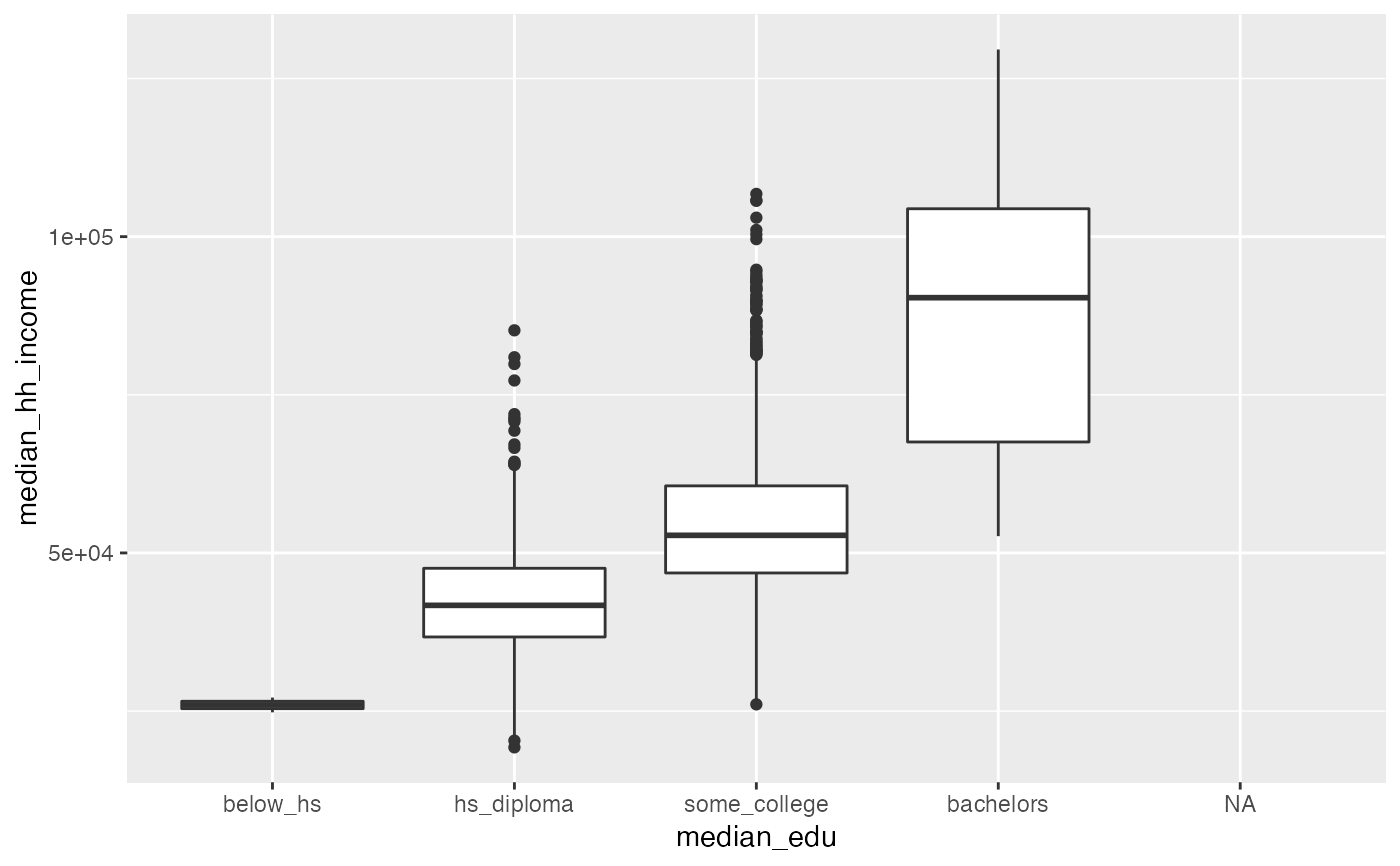 median_hh_income
1e+05
5e+04
below_hs
hs_diploma
some_college
bachelors
NA
median_edu